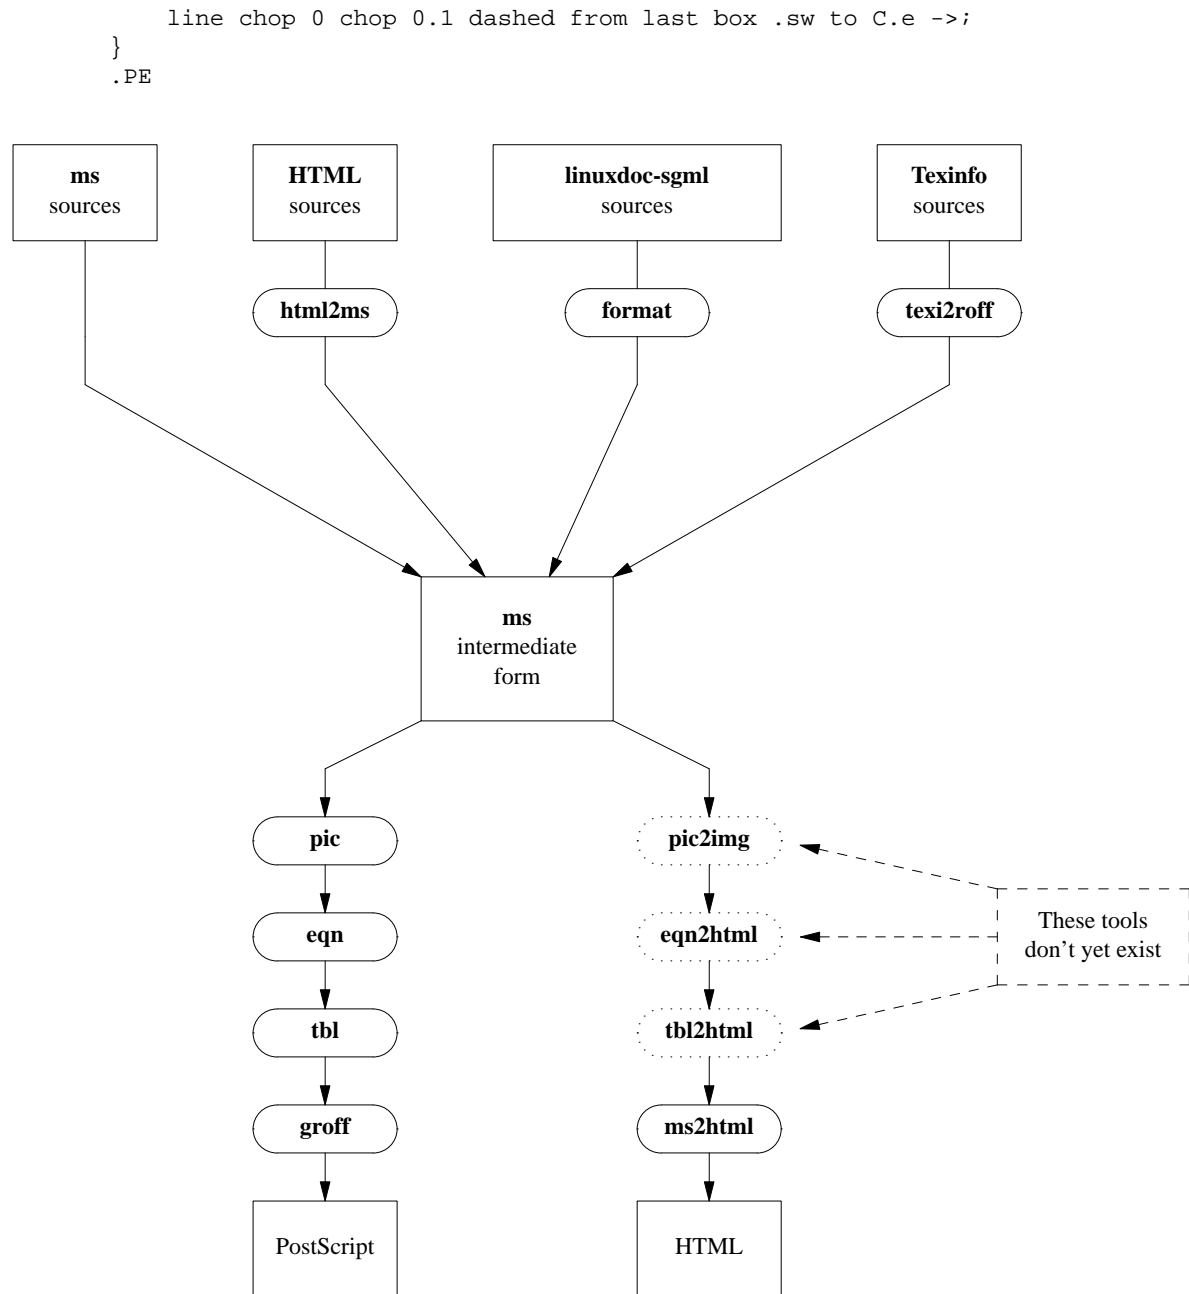 line chop 0 chop 0.1 dashed from last box .sw to C.e ->;
}
.PE
ms
sources
HTML
sources
linuxdoc-sgml
sources
Texinfo
sources
html2ms
format
texi2roff
ms
intermediate
form
pic
pic2img
eqn
eqn2html
These tools
don't yet exist
tbl
tbl2html
groff
ms2html
PostScript
HTML